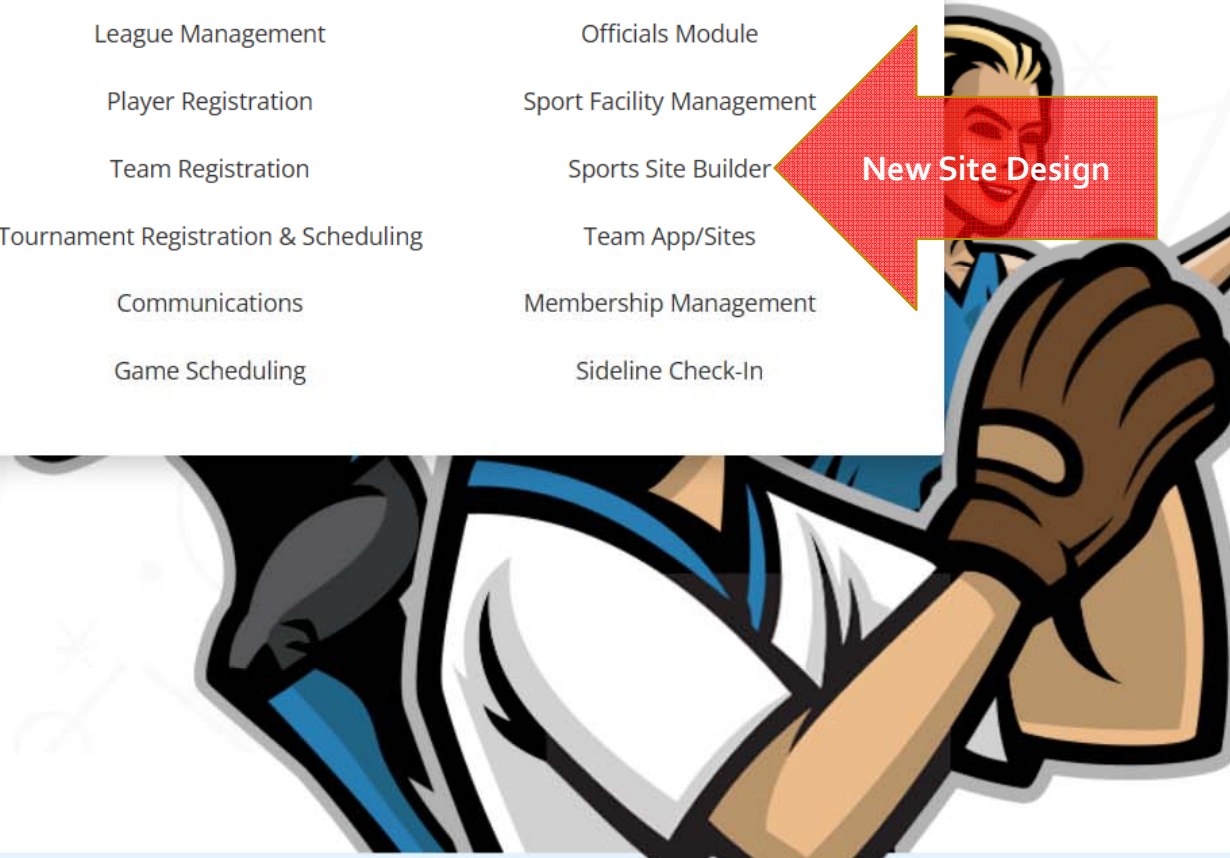 League Management
Officials Module
Player Registration
Sport Facility Management
Team Registration
Sports Site Builder
New Site Design
Tournament Registration & Scheduling
Team App/Sites
Communications
Membership Management
Game Scheduling
Sideline Check-In